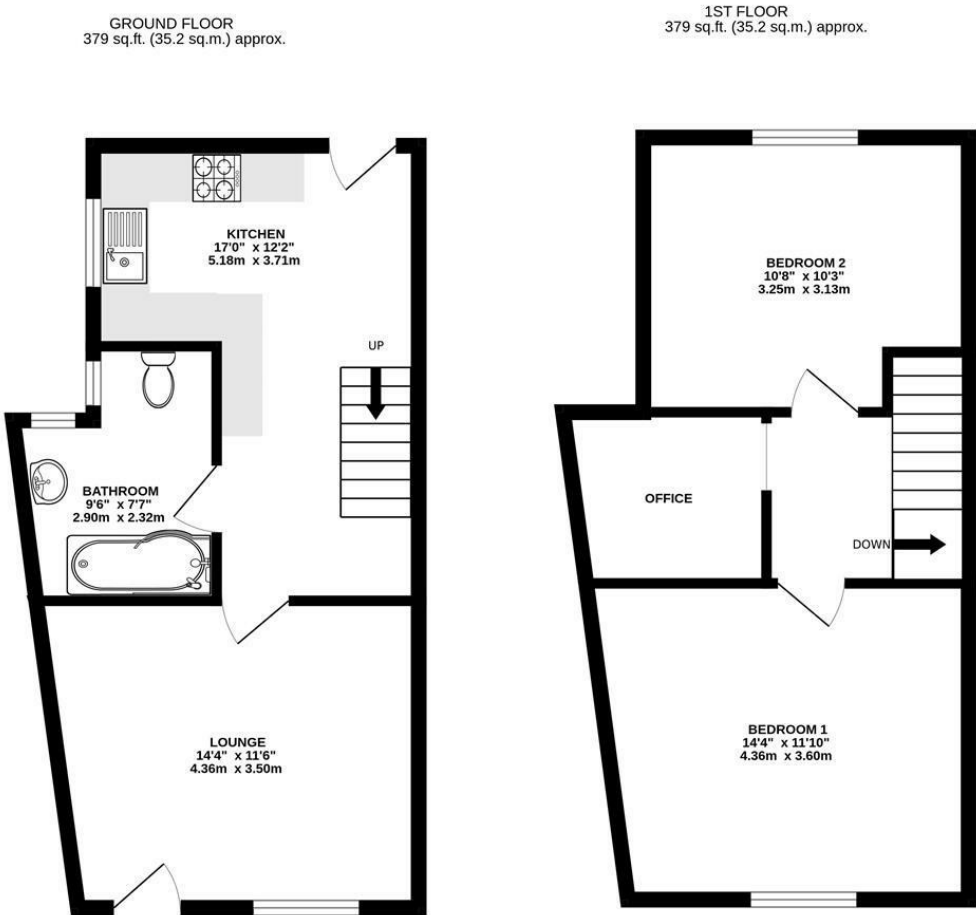 GROUND FLOOR
379 sq.ft. (35.2 sq.m.) approx.
KITCHEN
17'0" x 12'2"
5.18m x 3.71m
UP
BATHROOM
9'6" x 7'7"
2.90m x 2.32m
LOUNGE
14'4" x 11'6"
4.36m x 3.50m
1ST FLOOR
379 sq.ft. (35.2 sq.m.) approx.
BEDROOM 2
10'8" x 10'3"
3.25m x 3.13m
OFFICE
DOWN
BEDROOM 1
14'4" x 11'10"
4.36m x 3.60m